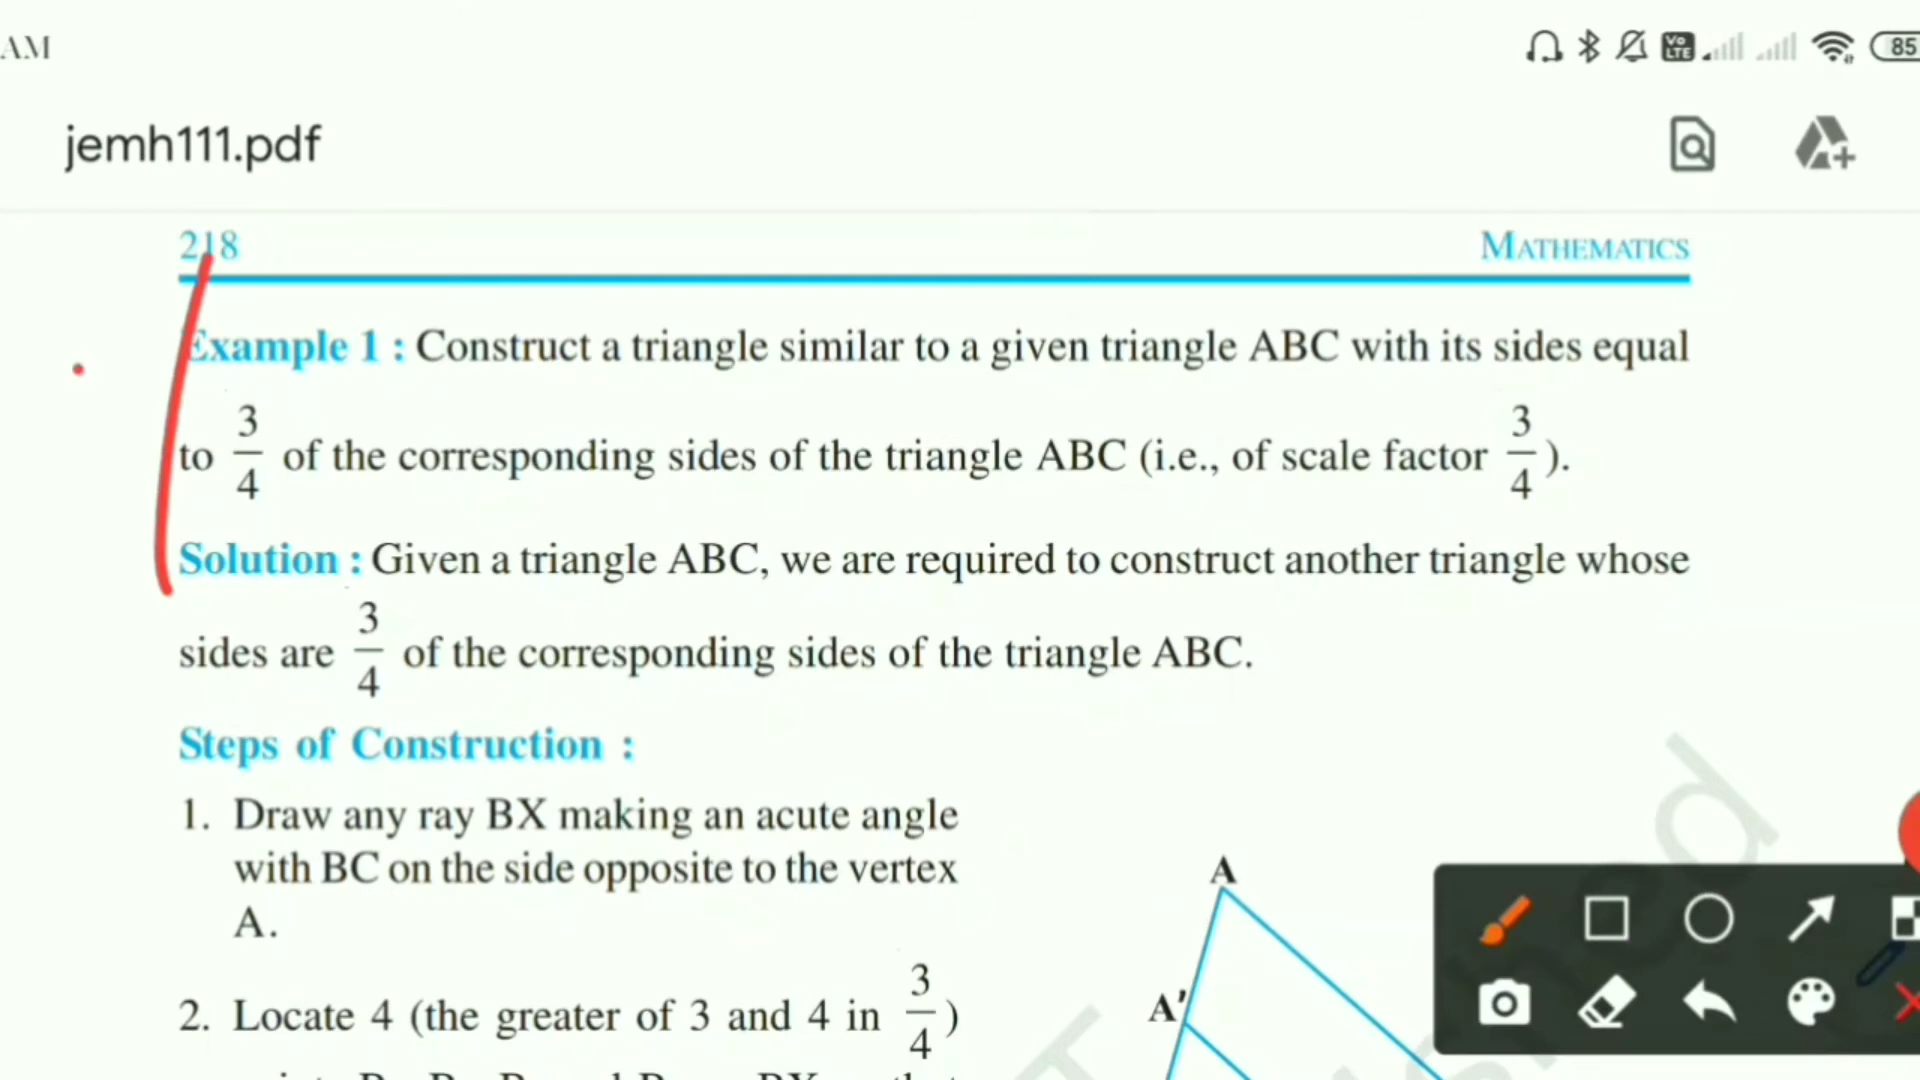 AM
Vo LTE 85
jemh111.pdf
218 MATHEMATICS
Example 1 : Construct a triangle similar to a given triangle ABC with its sides equal
to 3/4 of the corresponding sides of the triangle ABC (i.e., of scale factor 3/4).
Solution : Given a triangle ABC, we are required to construct another triangle whose
sides are 3/4 of the corresponding sides of the triangle ABC.
Steps of Construction :
1. Draw any ray BX making an acute angle
with BC on the side opposite to the vertex
A.
2. Locate 4 (the greater of 3 and 4 in 3/4)
A
A'